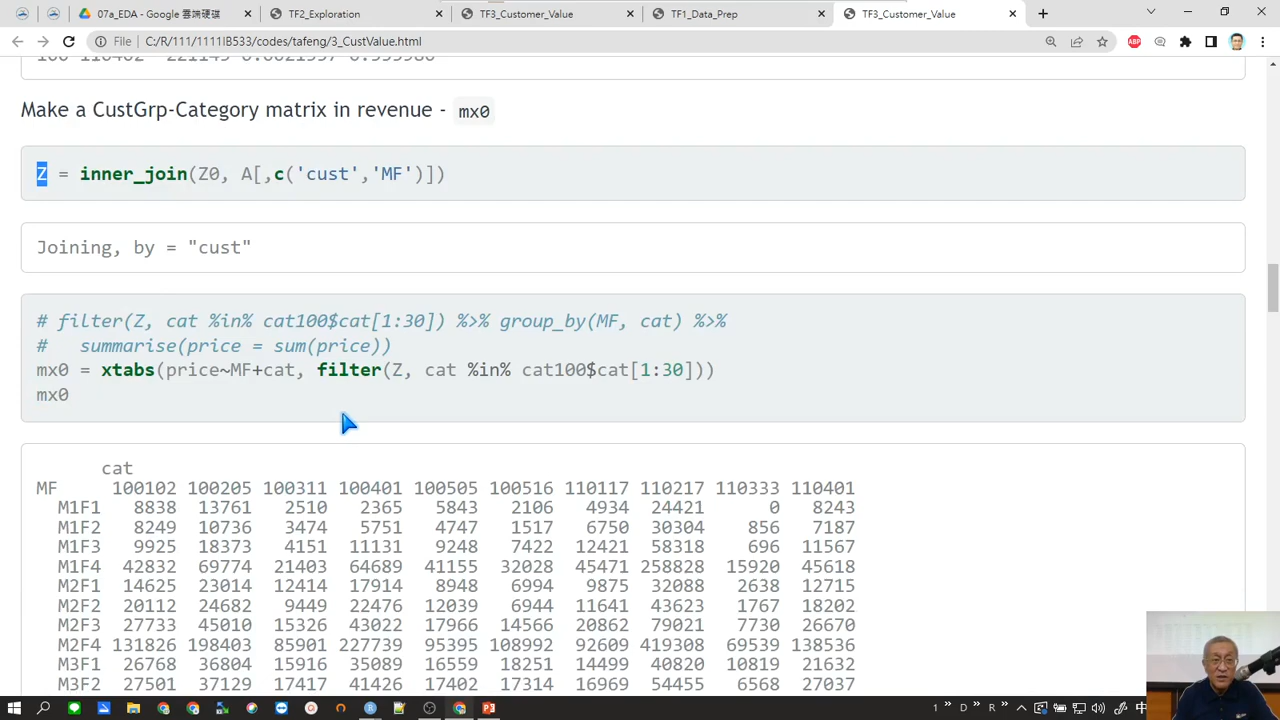 07a_EDA - Google 雲端硬碟
TF2_Exploration
TF3_Customer_Value
TF1_Data_Prep
TF3_Customer_Value
File
C:/R/111/1111IB533/codes/tafeng/3_CustValue.html
ABP
Make a CustGrp-Category matrix in revenue - mx0
Z = inner_join(Z0, A[,c('cust','MF')])
Joining, by = "cust"
# filter(Z, cat %in% cat100$cat[1:30]) %>% group_by(MF, cat) %>%
#   summarise(price = sum(price))
mx0 = xtabs(price~MF+cat, filter(Z, cat %in% cat100$cat[1:30]))
mx0
cat
MF 100102 100205 100311 100401 100505 100516 110117 110217 110333 110401
M1F1 8838 13761 2510 2365 5843 2106 4934 24421 0 8243
M1F2 8249 10736 3474 5751 4747 1517 6750 30304 856 7187
M1F3 9925 18373 4151 11131 9248 7422 12421 58318 696 11567
M1F4 42832 69774 21403 64689 41155 32028 45471 258828 15920 45618
M2F1 14625 23014 12414 17914 8948 6994 9875 32088 2638 12715
M2F2 20112 24682 9449 22476 12039 6944 11641 43623 1767 18202
M2F3 27733 45010 15326 43022 17966 14566 20862 79021 7730 26670
M2F4 131826 198403 85901 227739 95395 108992 92609 419308 69539 138536
M3F1 26768 36804 15916 35089 16559 18251 14499 40820 10819 21632
M3F2 27501 37129 17417 41426 17402 17314 16969 54455 6568 27037
1 D R 中